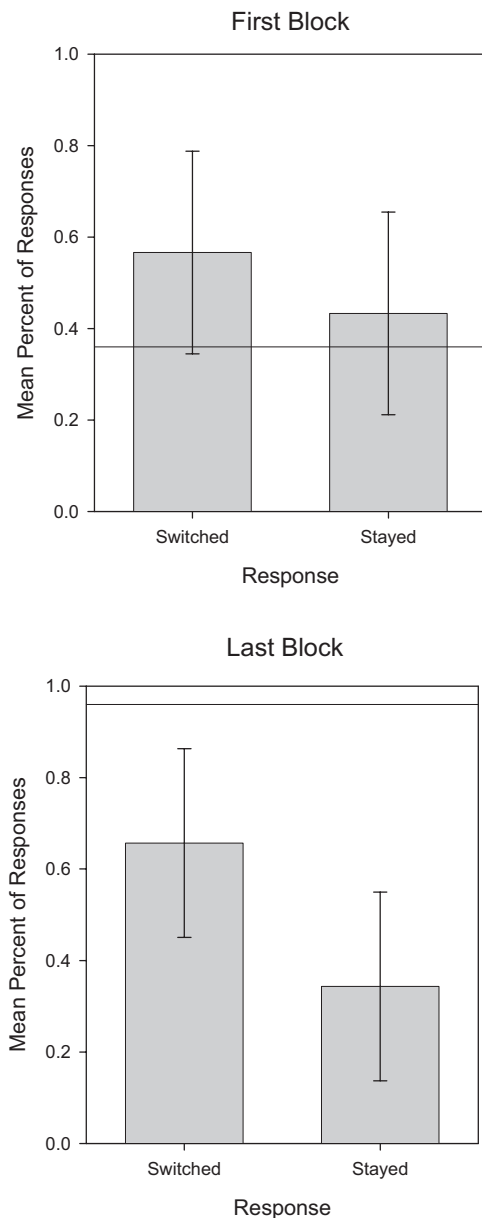 First Block
Mean Percent of Responses
1.0
0.8
0.6
0.4
0.2
0.0
Switched Stayed
Response
Last Block
Mean Percent of Responses
1.0
0.8
0.6
0.4
0.2
0.0
Switched Stayed
Response